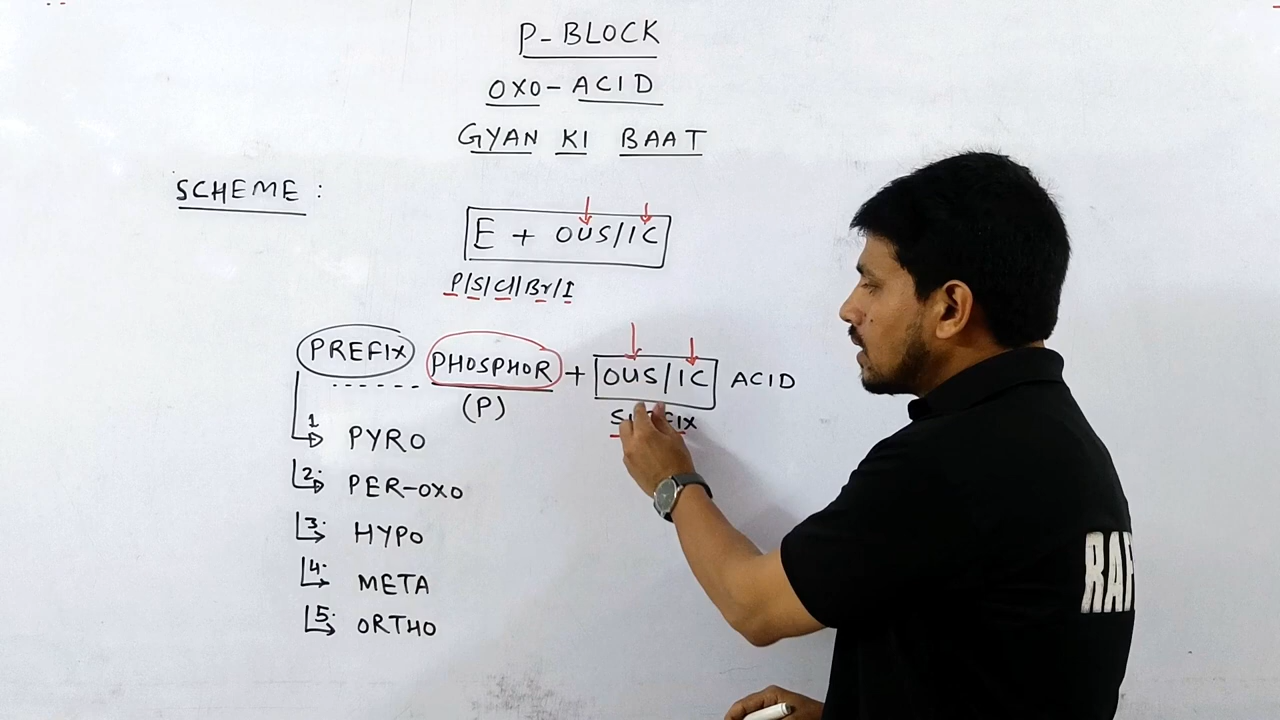 P-BLOCK
OXO-ACID
GYAN KI BAAT
SCHEME :
E + OUS/IC
P/S/Cl/Br/I
PREFIX PHOSPHOR + OUS/IC ACID
(P)
1 PYRO
2. PER-OXO
3. HYPO
4. META
5. ORTHO